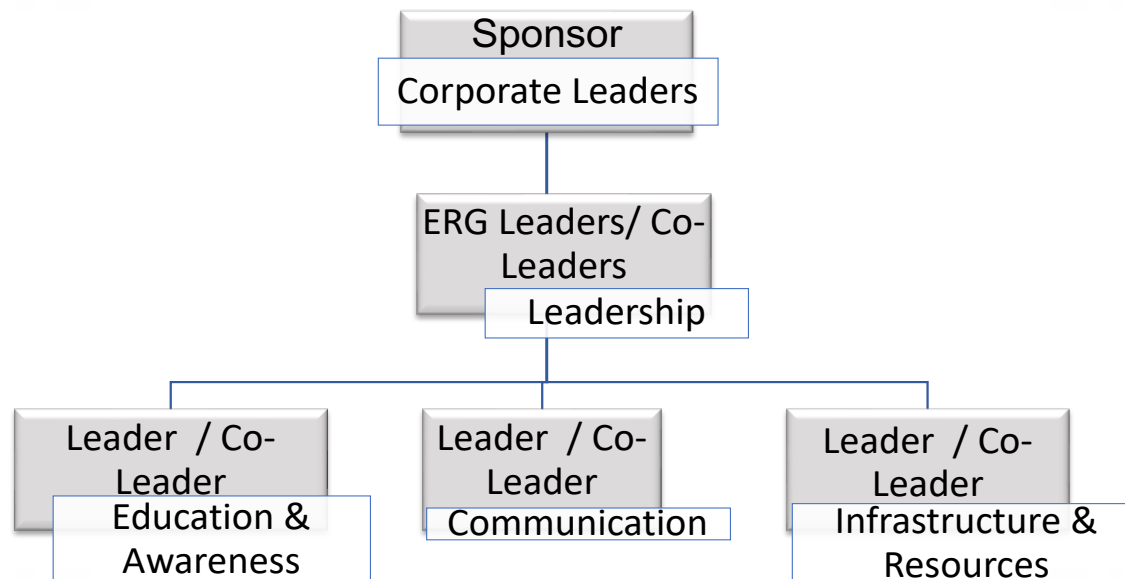 Sponsor
Corporate Leaders
ERG Leaders/ Co-
Leaders
Leadership
Leader / Co-
Leader
Education &
Awareness
Leader / Co-
Leader
Communication
Leader / Co-
Leader
Infrastructure &
Resources